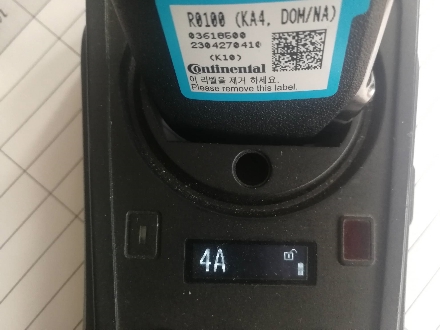 R0100 (KA4, DOM/NA)
03618500
2304270410
(K10)
Continental
이 라벨을 제거 하세요.
Please remove this label.
4A